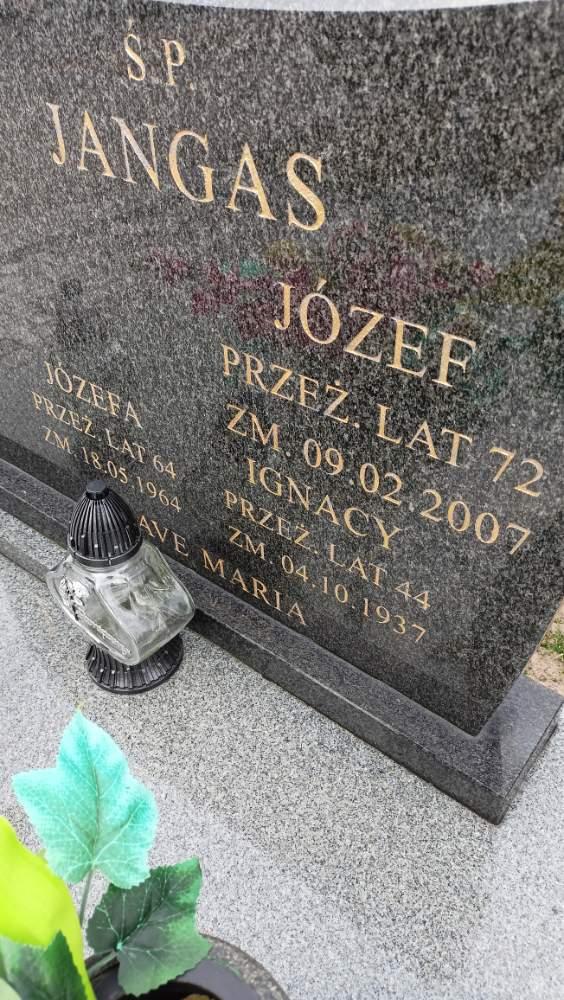 Ś.P.
JANGAS
JÓZEFA
PRZEŻ. LAT 64
ZM. 18.05.1964
JÓZEF
PRZEŻ. LAT 72
ZM. 09.02.2007
IGNACY
PRZEŻ. LAT 44
ZM. 04.10.1937
AVE MARIA